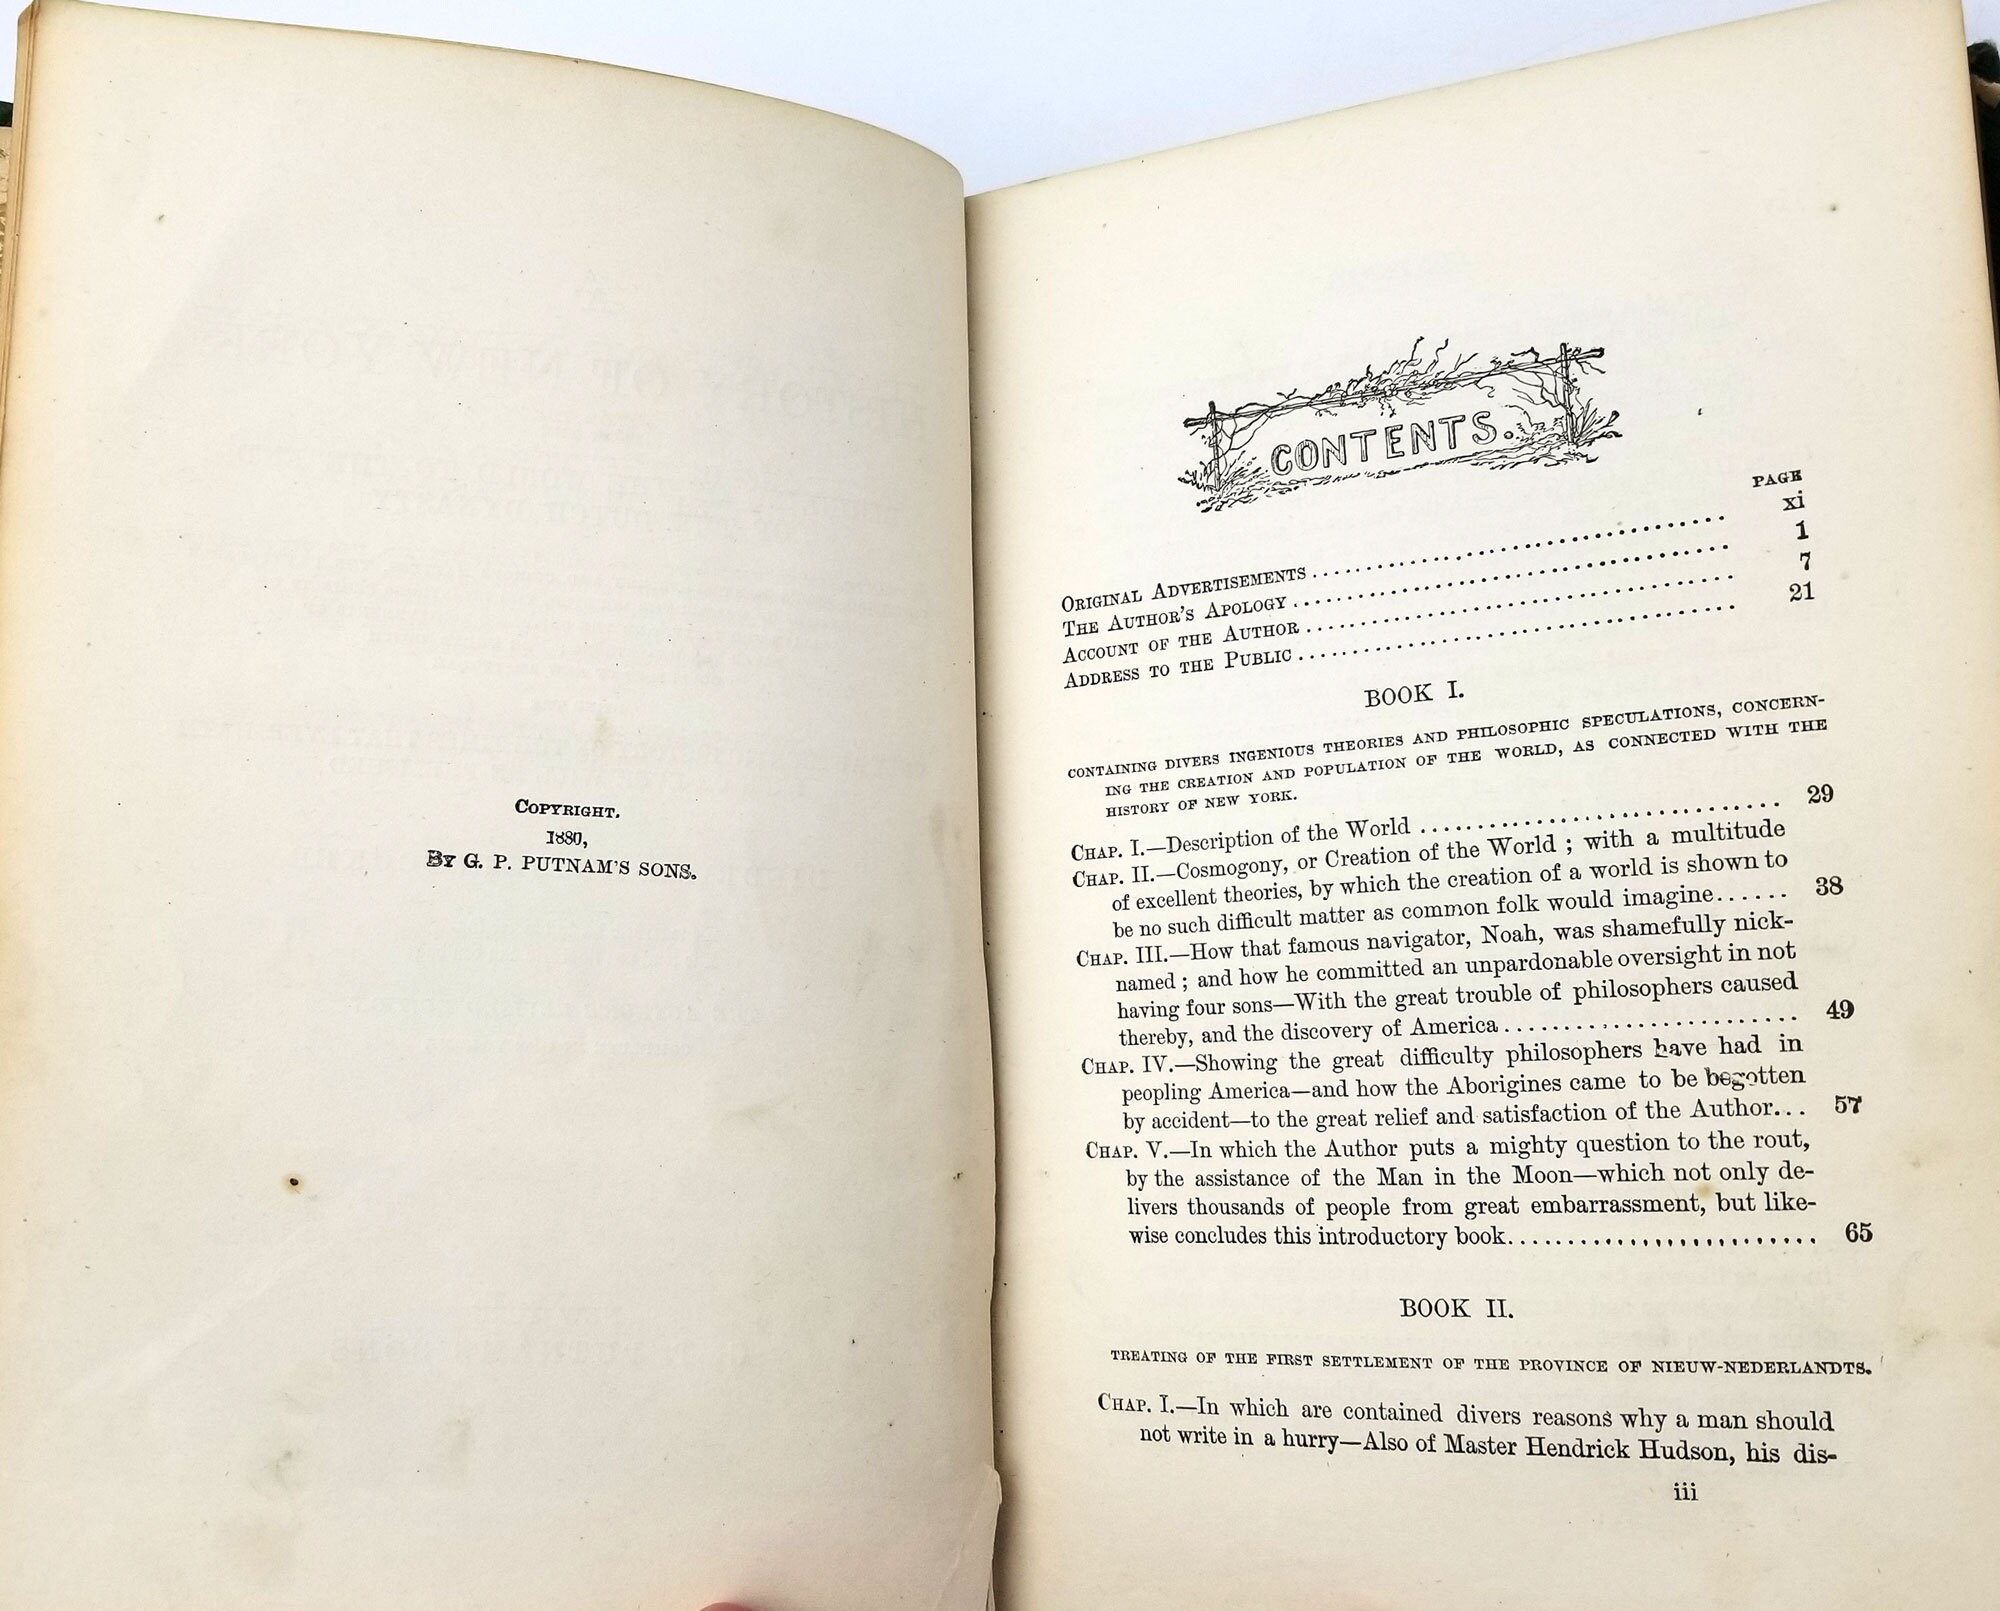 COPYRIGHT.
1880,
BY G. P. PUTNAM'S SONS.
CONTENTS.
PAGE
ORIGINAL ADVERTISEMENTS ........ xi
THE AUTHOR'S APOLOGY ........ 1
ACCOUNT OF THE AUTHOR ........ 7
ADDRESS TO THE PUBLIC ........ 21
BOOK I.
CONTAINING DIVERS INGENIOUS THEORIES AND PHILOSOPHIC SPECULATIONS, CONCERN-
ING THE CREATION AND POPULATION OF THE WORLD, AS CONNECTED WITH THE
HISTORY OF NEW YORK.
CHAP. I.—Description of the World ........ 29
CHAP. II.—Cosmogony, or Creation of the World ; with a multitude
of excellent theories, by which the creation of a world is shown to
be no such difficult matter as common folk would imagine...... 38
CHAP. III.—How that famous navigator, Noah, was shamefully nick-
named ; and how he committed an unpardonable oversight in not
having four sons—With the great trouble of philosophers caused
thereby, and the discovery of America ........ 49
CHAP. IV.—Showing the great difficulty philosophers have had in
peopling America—and how the Aborigines came to be begotten
by accident—to the great relief and satisfaction of the Author... 57
CHAP. V.—In which the Author puts a mighty question to the rout,
by the assistance of the Man in the Moon—which not only de-
livers thousands of people from great embarrassment, but like-
wise concludes this introductory book........ 65
BOOK II.
TREATING OF THE FIRST SETTLEMENT OF THE PROVINCE OF NIEUW-NEDERLANDTS.
CHAP. I.—In which are contained divers reasons why a man should
not write in a hurry—Also of Master Hendrick Hudson, his dis-
iii